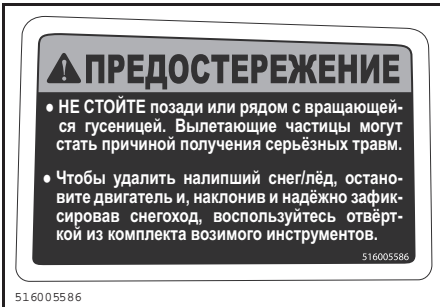 ПРЕДОСТЕРЕЖЕНИЕ
• НЕ СТОЙТЕ позади или рядом с вращающей-
ся гусеницей. Вылетающие частицы могут
стать причиной получения серьёзных травм.
• Чтобы удалить налипший снег/лёд, остано-
вите двигатель и, наклонив и надёжно зафик-
сировав снегоход, воспользуйтесь отвёрт-
кой из комплекта возимого инструментов.
516005586
516005586